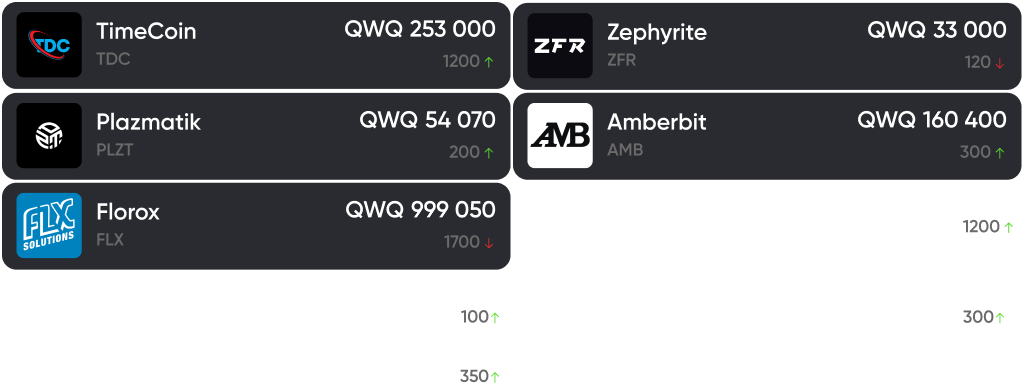 TDC
TimeCoin
QWQ 253 000
TDC
1200 ↑
ZFR
Zephyrite
QWQ 33 000
ZFR
120 ↓
Plazmatik
QWQ 54 070
PLZT
200 ↑
AMB
Amberbit
QWQ 160 400
AMB
300 ↑
FLX
SOLUTIONS
Florox
QWQ 999 050
FLX
1700 ↓
1200 ↑
100↑
300↑
350↑